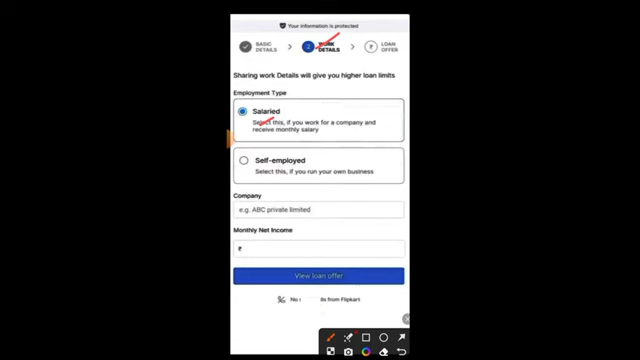 Your information is protected
BASIC DETAILS
2
WORK DETAILS
₹
LOAN OFFER
Sharing work Details will give you higher loan limits
Employment Type
Salaried
Select this, if you work for a company and
receive monthly salary
Self-employed
Select this, if you run your own business
Company
e.g. ABC private limited
Monthly Net Income
₹
View loan offer
No
ls from Flipkart